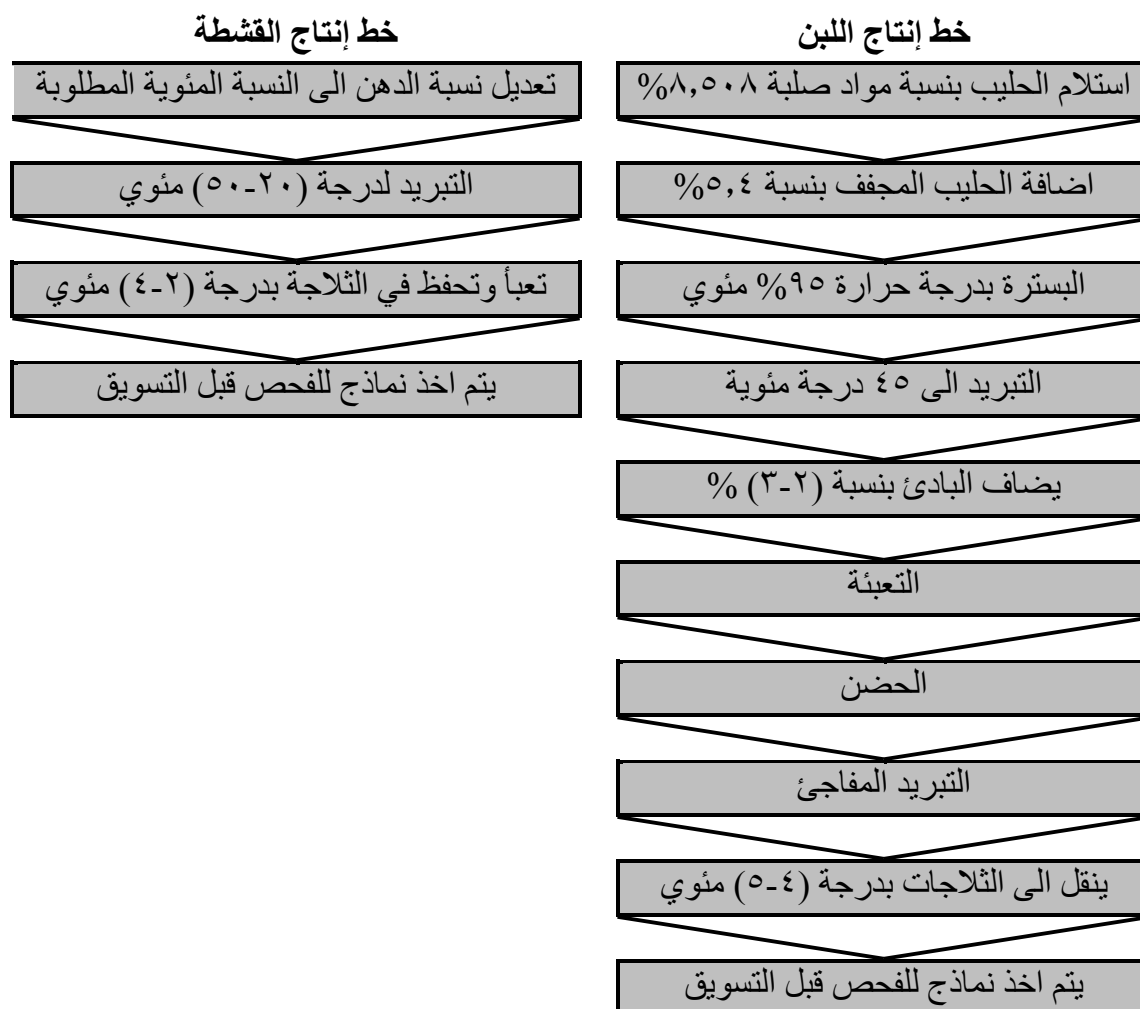 خط إنتاج اللبن
استلام الحليب بنسبة مواد صلبة ٨,٥٠٨%
اضافة الحليب المجفف بنسبة ٥,٤%
البسترة بدرجة حرارة ٩٥% مئوي
التبريد الى ٤٥ درجة مئوية
يضاف البادئ بنسبة (٢-٣) %
التعبئة
الحضن
التبريد المفاجئ
ينقل الى الثلاجات بدرجة (٤-٥) مئوي
يتم اخذ نماذج للفحص قبل التسويق
خط إنتاج القشطة
تعديل نسبة الدهن الى النسبة المئوية المطلوبة
التبريد لدرجة (٢٠-٥٠) مئوي
تعبأ وتحفظ في الثلاجة بدرجة (٢-٤) مئوي
يتم اخذ نماذج للفحص قبل التسويق